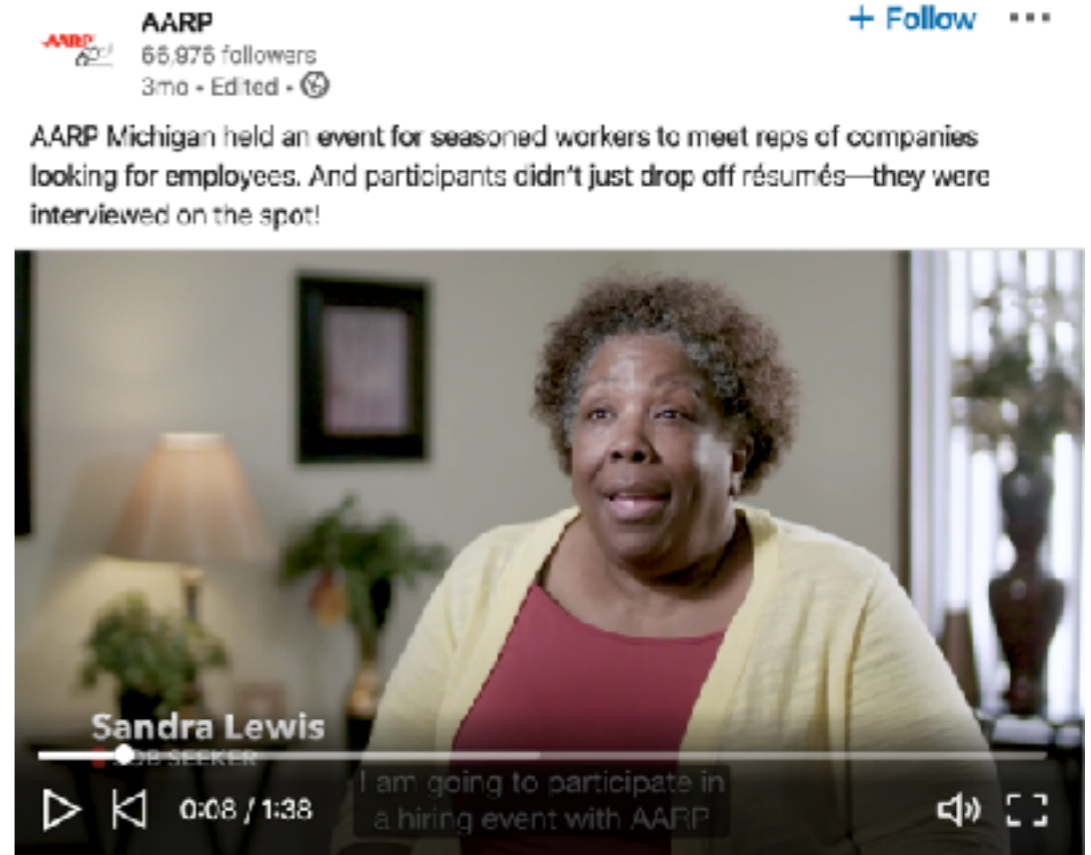 AARP
AARP
66,976 followers
3mo • Edited •
+ Follow
AARP Michigan held an event for seasoned workers to meet reps of companies
looking for employees. And participants didn't just drop off résumés—they were
interviewed on the spot!
Sandra Lewis
JOB SEEKER
I am going to participate in
a hiring event with AARP
0:08 / 1:38